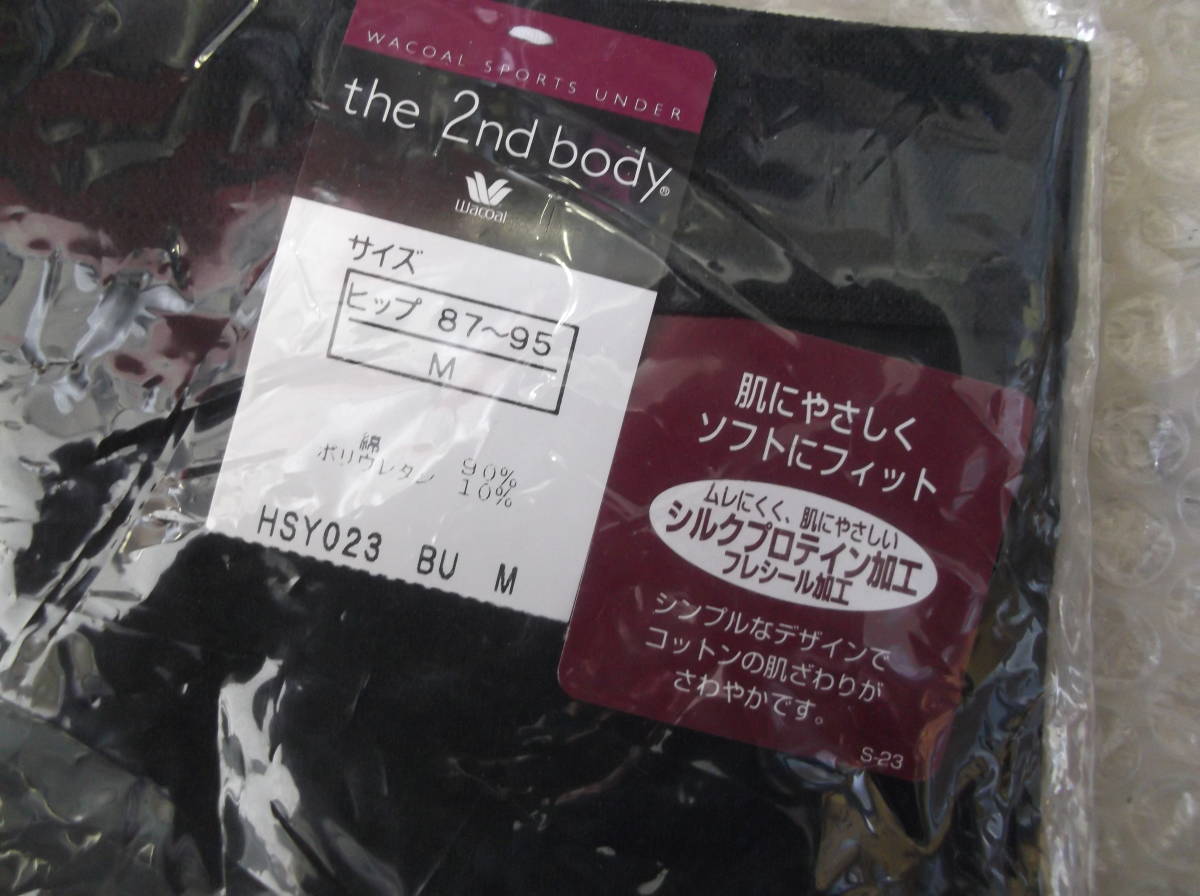 WACOAL SPORTS UNDER
the 2nd body®
Wacoal
サイズ
ヒップ 87～95
M
綿 90%
ポリウレタン 10%
HSY023 BU M
肌にやさしく
ソフトにフィット
ムレにくく、肌にやさしい
シルクプロテイン加工
フレシール加工
シンプルなデザインで
コットンの肌ざわりが
さわやかです。
S-23